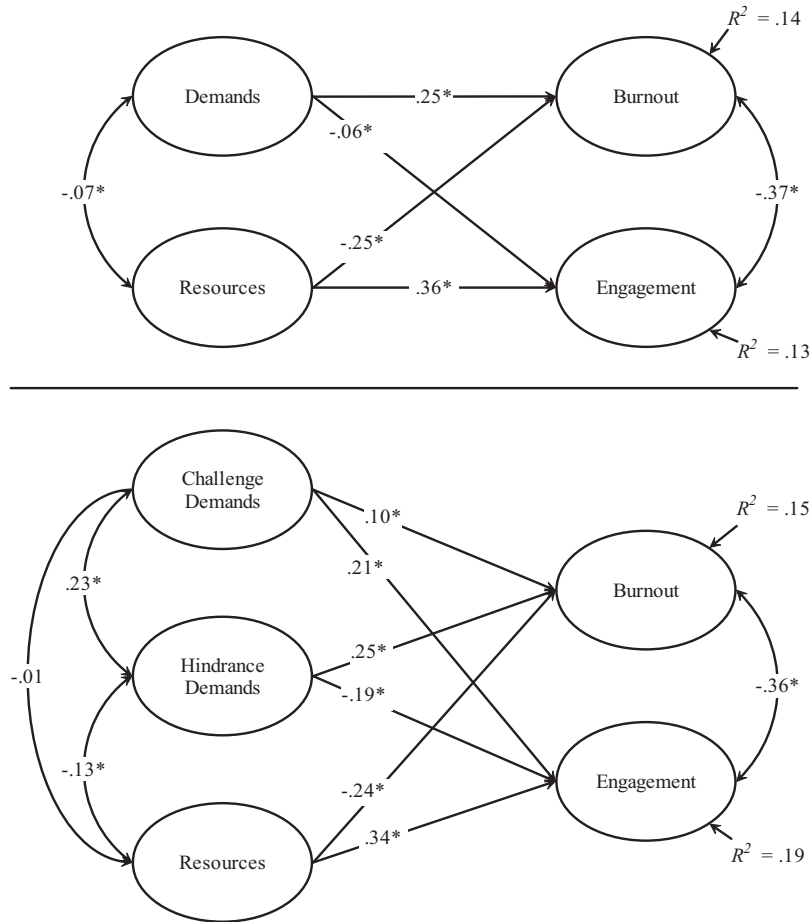 R² = .14
Demands
.25*
Burnout
-.06*
-.07*
-.37*
-.25*
Resources
.36*
Engagement
R² = .13
Challenge
Demands
R² = .15
.10*
.21*
.23*
Burnout
.25*
Hindrance
Demands
-.01
-.19*
-.36*
-.13*
-.24*
Engagement
.34*
Resources
R² = .19